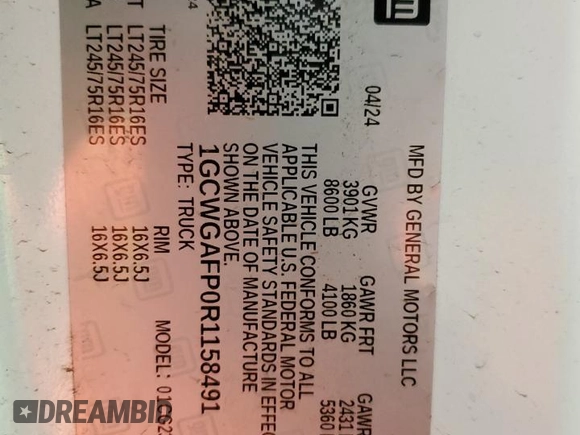 gm
MFD BY GENERAL MOTORS LLC
04/24
GVWR GAWR FRT GAWR
3901 KG 1860 KG 2431
8600 LB 4100 LB 5360
THIS VEHICLE CONFORMS TO ALL
APPLICABLE U.S. FEDERAL MOTOR
VEHICLE SAFETY STANDARDS IN EFFEC
ON THE DATE OF MANUFACTURE
SHOWN ABOVE.
1GCWGAFP0R1158491
TYPE: TRUCK MODEL:
24
TIRE SIZE RIM
T LT245/75R16ES 16X6.5J
LT245/75R16ES 16X6.5J
A LT245/75R16ES 16X6.5J
DREAMBID